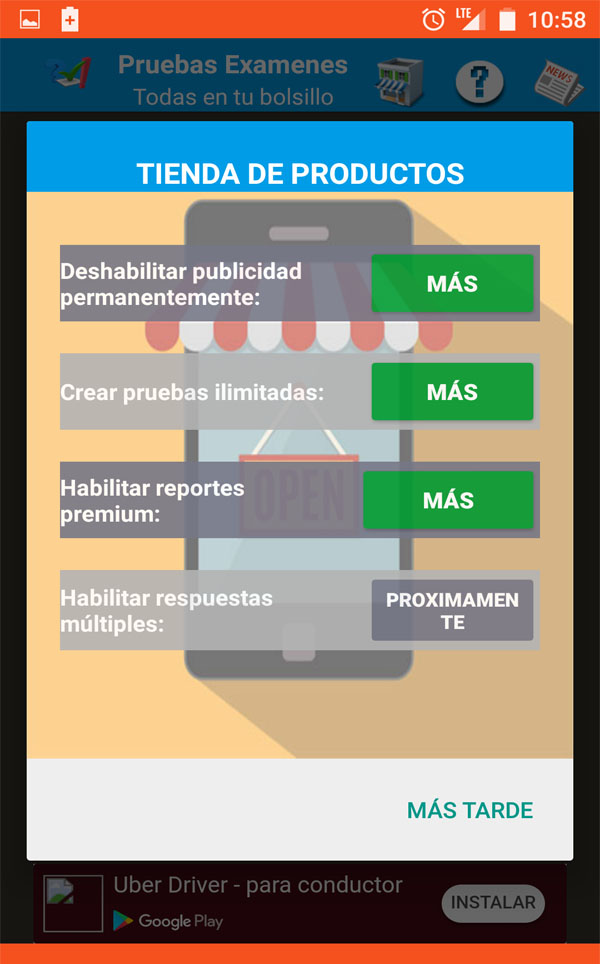 LTE 10:58
Pruebas Examenes
Todas en tu bolsillo
NEWS
TIENDA DE PRODUCTOS
Deshabilitar publicidad
permanentemente:
MÁS
Crear pruebas ilimitadas:
MÁS
Habilitar reportes
premium:
MÁS
OPEN
Habilitar respuestas
múltiples:
PROXIMAMEN
TE
MÁS TARDE
Uber Driver - para conductor
Google Play
INSTALAR